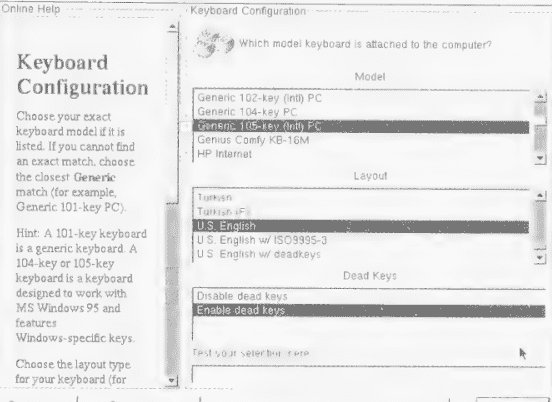 Online Help
Keyboard
Configuration
Choose your exact
keyboard model if it is
listed. If you cannot find
an exact match, choose
the closest Generic
match (for example,
Generic 101-key PC).
Hint: A 101-key keyboard
is a generic keyboard. A
104-key or 105-key
keyboard is a keyboard
designed to work with
MS Windows 95 and
features
Windows-specific keys.
Choose the layout type
for your keyboard (for
Keyboard Configuration
Which model keyboard is attached to the computer?
Model
Generic 102-key (Intl) PC
Generic 104-key PC
Generic 105-key (Intl) PC
Genius Comfy KB-16M
HP Internet
Layout
Turkish
Turkish (F)
U.S. English
U.S. English w/ ISO9995-3
U.S. English w/ deadkeys
Dead Keys
Disable dead keys
Enable dead keys
Test your selection here